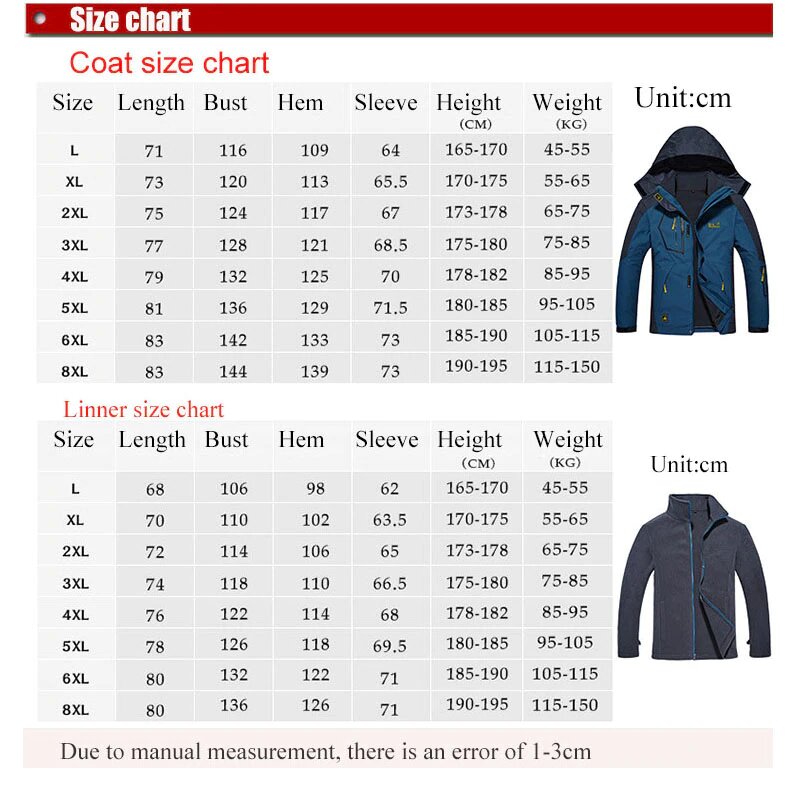 Size chart
Coat size chart
Size Length Bust Hem Sleeve Height (CM) Weight (KG)
Unit:cm
L 71 116 109 64 165-170 45-55
XL 73 120 113 65.5 170-175 55-65
2XL 75 124 117 67 173-178 65-75
3XL 77 128 121 68.5 175-180 75-85
4XL 79 132 125 70 178-182 85-95
5XL 81 136 129 71.5 180-185 95-105
6XL 83 142 133 73 185-190 105-115
8XL 83 144 139 73 190-195 115-150
Linner size chart
Size Length Bust Hem Sleeve Height (CM) Weight (KG)
Unit:cm
L 68 106 98 62 165-170 45-55
XL 70 110 102 63.5 170-175 55-65
2XL 72 114 106 65 173-178 65-75
3XL 74 118 110 66.5 175-180 75-85
4XL 76 122 114 68 178-182 85-95
5XL 78 126 118 69.5 180-185 95-105
6XL 80 132 122 71 185-190 105-115
8XL 80 136 126 71 190-195 115-150
Due to manual measurement, there is an error of 1-3cm